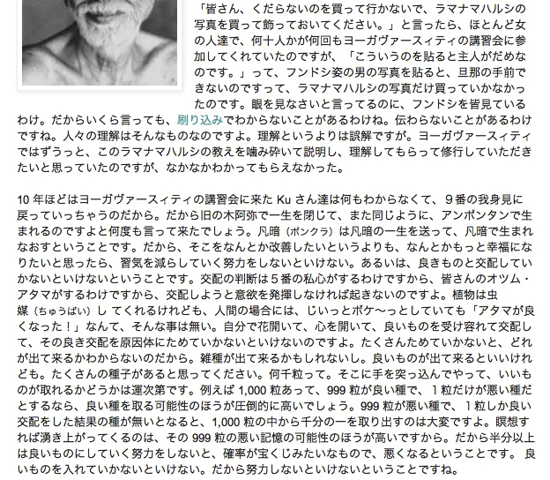 「皆さん、くだらないのを買って行かないで、ラマナマハルシの
写真を買って飾っておいてください。」と言ったら、ほとんど女
の人達で、何十人かが何回もヨーガヴァースィティの講習会に参
加してくれていたのですが、「こういうのを貼ると主人がだめな
のです。」って、フンドシ姿の男の写真を貼ると、旦那の手前で
きないのですって、ラマナマハルシの写真だけ買っていかなかっ
たのです。眼を見なさいと言ってるのに、フンドシを皆見ている
わけ。だからいくら言っても、刷り込みでわからないことがあるわけね。伝わらないことがあるわけ
ですね。人々の理解はそんなものなのですよ。理解というよりは誤解ですが。ヨーガヴァースィティ
ではずうっと、このラマナマハルシの教えを噛み砕いて説明し、理解してもらって修行していただき
たいと思っていたのですが、なかなかわかってもらえなかった。
10 年ほどはヨーガヴァースィティの講習会に来た Ku さん達は何もわからなくて、９番の我身見に
戻っていっちゃうのだから。だから旧の木阿弥で一生を閉じて、また同じように、アンポンタンで生
まれるのですよと何度も言って来たでしょう。凡暗（ボンクラ）は凡暗の一生を送って、凡暗で生まれ
なおすということです。だから、そこをなんとか改善したいというよりも、なんとかもっと幸福にな
りたいと思ったら、習気を減らしていく努力をしないといけない。あるいは、良きものと交配してい
かないといけないということです。交配の判断は５番の私心がするわけですから、皆さんのオツム・
アタマがするわけですから、交配しようと意欲を発揮しなければ起きないのですよ。植物は虫
媒（ちゅうばい）し てくれるけれども、人間の場合には、じいっとボケ～っとしていても「アタマが良
くなった！」なんて、そんな事は無い。自分で花開いて、心を開いて、良いものを受け容れて交配し
て、その良き交配を原因体にためていかないといけないのですよ。たくさんためていかないと、どれ
が出て来るかわからないのだから。雑種が出て来るかもしれないし。良いものが出て来るといいけれ
ども。たくさんの種子があると思ってください。何千粒って。そこに手を突っ込んでやって、いいも
のが取れるかどうかは運次第です。例えば 1,000 粒あって、999 粒が良い種で、１粒だけが悪い種だ
とするなら、良い種を取る可能性のほうが圧倒的に高いでしょう。999 粒が悪い種で、１粒しか良い
交配をした結果の種が無いとなると、1,000 粒の中から千分の一を取り出すのは大変ですよ。瞑想す
れば湧き上がってくるのは、その 999 粒の悪い記憶の可能性のほうが高いですから。だから半分以上
は良いものにしていく努力をしないと、確率が宝くじみたいなもので、悪くなるということです。 良
いものを入れていかないといけない。だから努力しないといけないということですね。